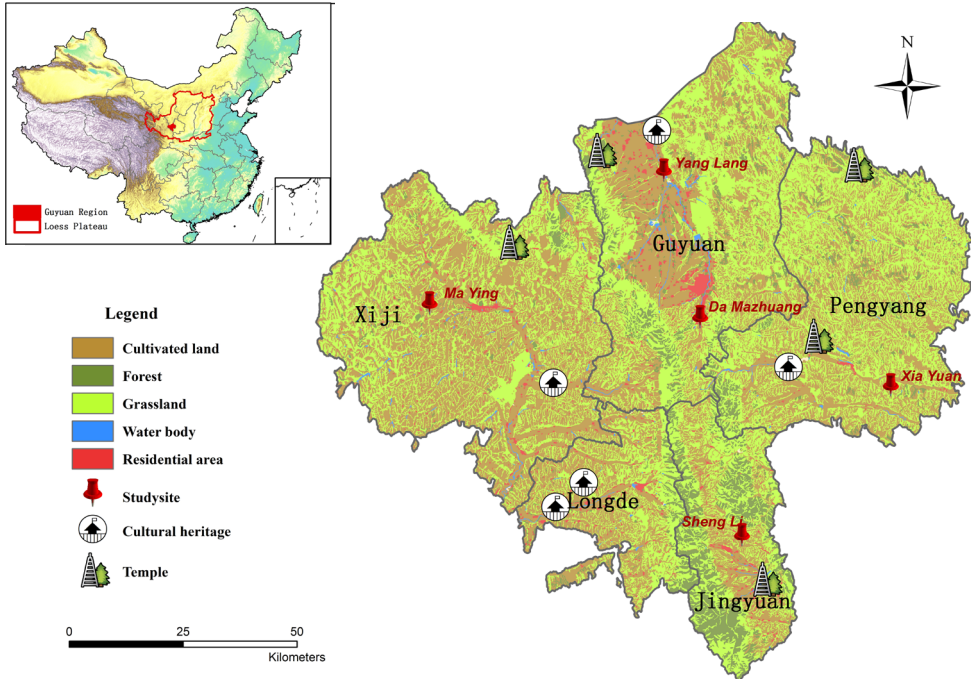 Guyuan Region
Loess Plateau
N
Yang Lang
Guyuan
Ma Ying
Xiji
Da Mazhuang
Pengyang
Xia Yuan
Longde
Sheng Li
Jingyuan
Legend
Cultivated land
Forest
Grassland
Water body
Residential area
Studysite
Cultural heritage
Temple
0 25 50
Kilometers